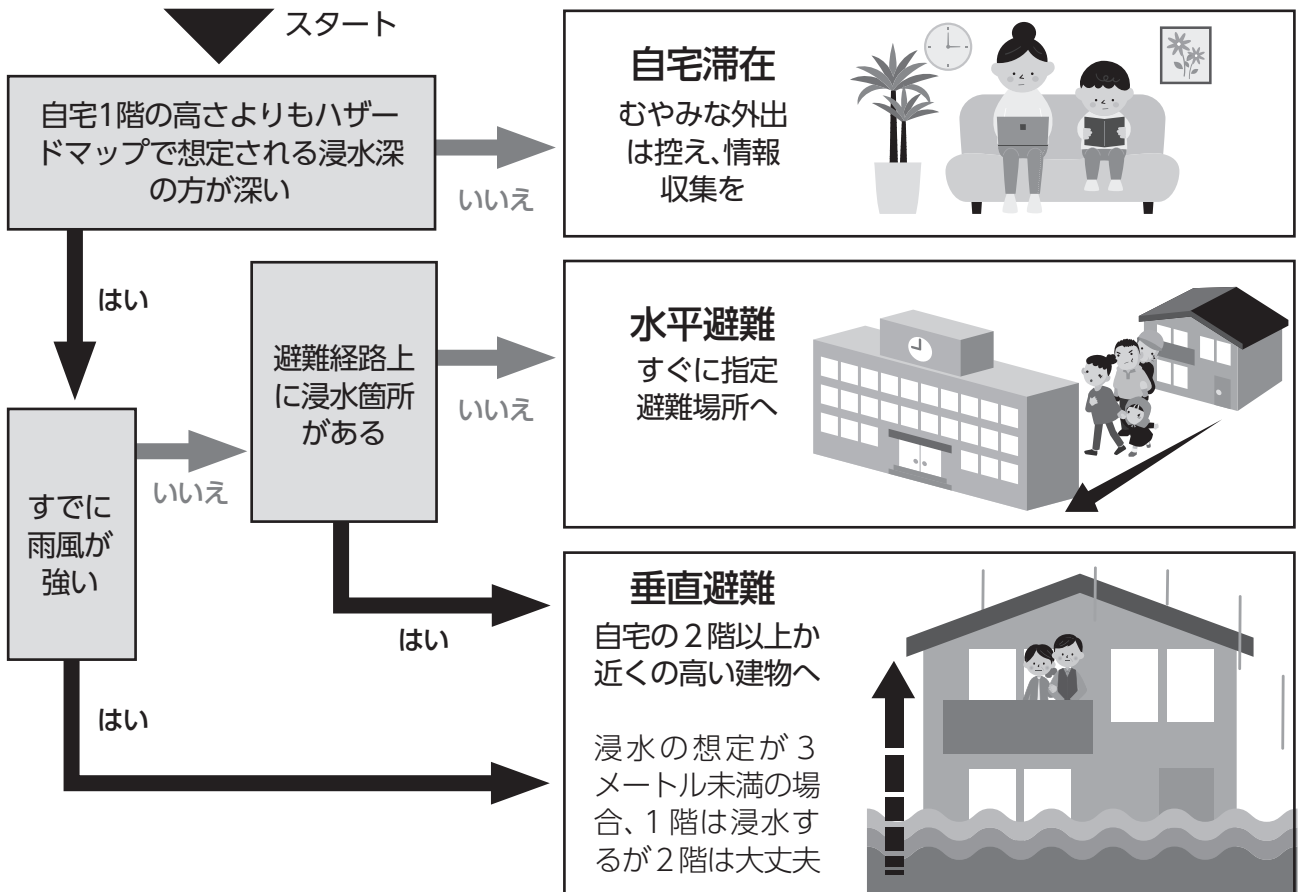 スタート
自宅1階の高さよりもハザー
ドマップで想定される浸水深
の方が深い
いいえ
自宅滞在
むやみな外出
は控え、情報
収集を
はい
避難経路上
に浸水箇所
がある
いいえ
水平避難
すぐに指定
避難場所へ
すでに
雨風が
強い
いいえ
はい
はい
垂直避難
自宅の２階以上か
近くの高い建物へ
浸水の想定が３
メートル未満の場
合、１階は浸水す
るが２階は大丈夫